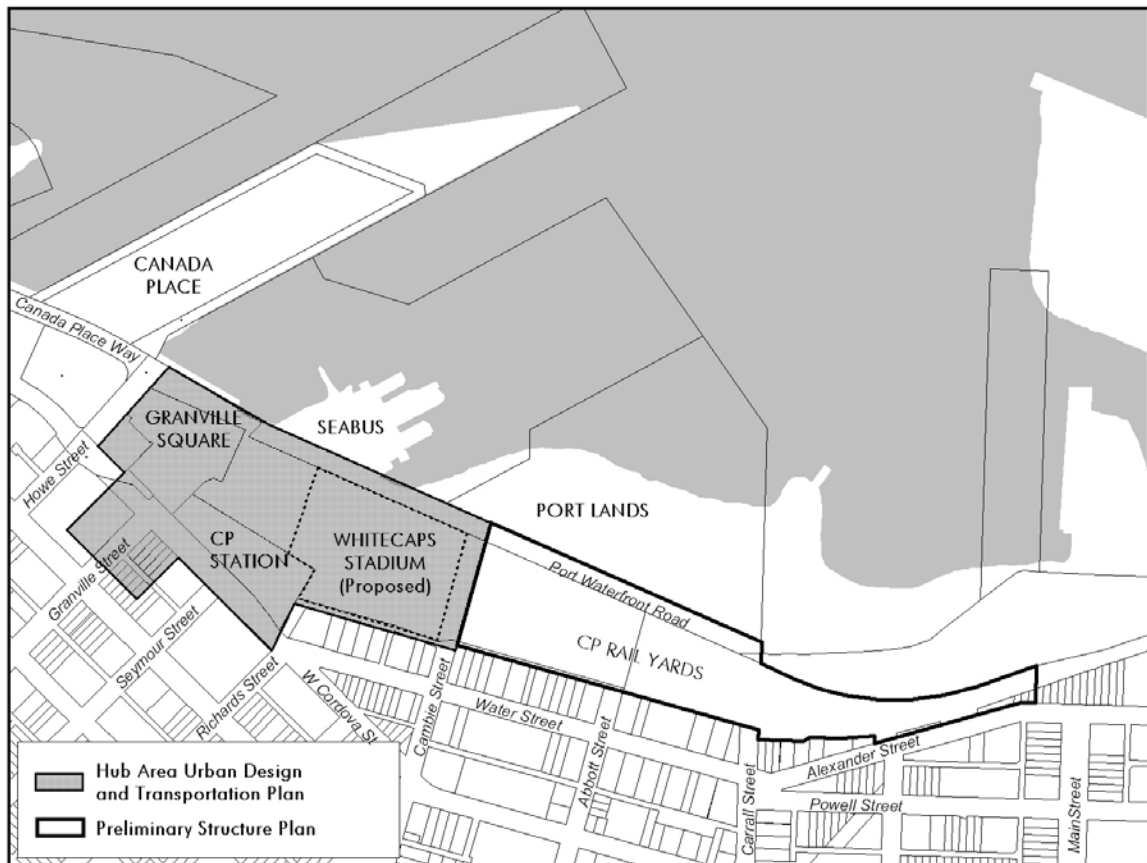 CANADA
PLACE
Canada Place Way
GRANVILLE
SQUARE
SEABUS
Howe Street
PORT LANDS
CP
STATION
WHITECAPS
STADIUM
(Proposed)
Port Waterfront Road
Granville Street
CP RAIL YARDS
Seymour Street
Richards Street
W Cordova St
Cambie Street
Water Street
Abbott Street
Carrall Street
Alexander Street
Powell Street
Main Street
Hub Area Urban Design
and Transportation Plan
Preliminary Structure Plan